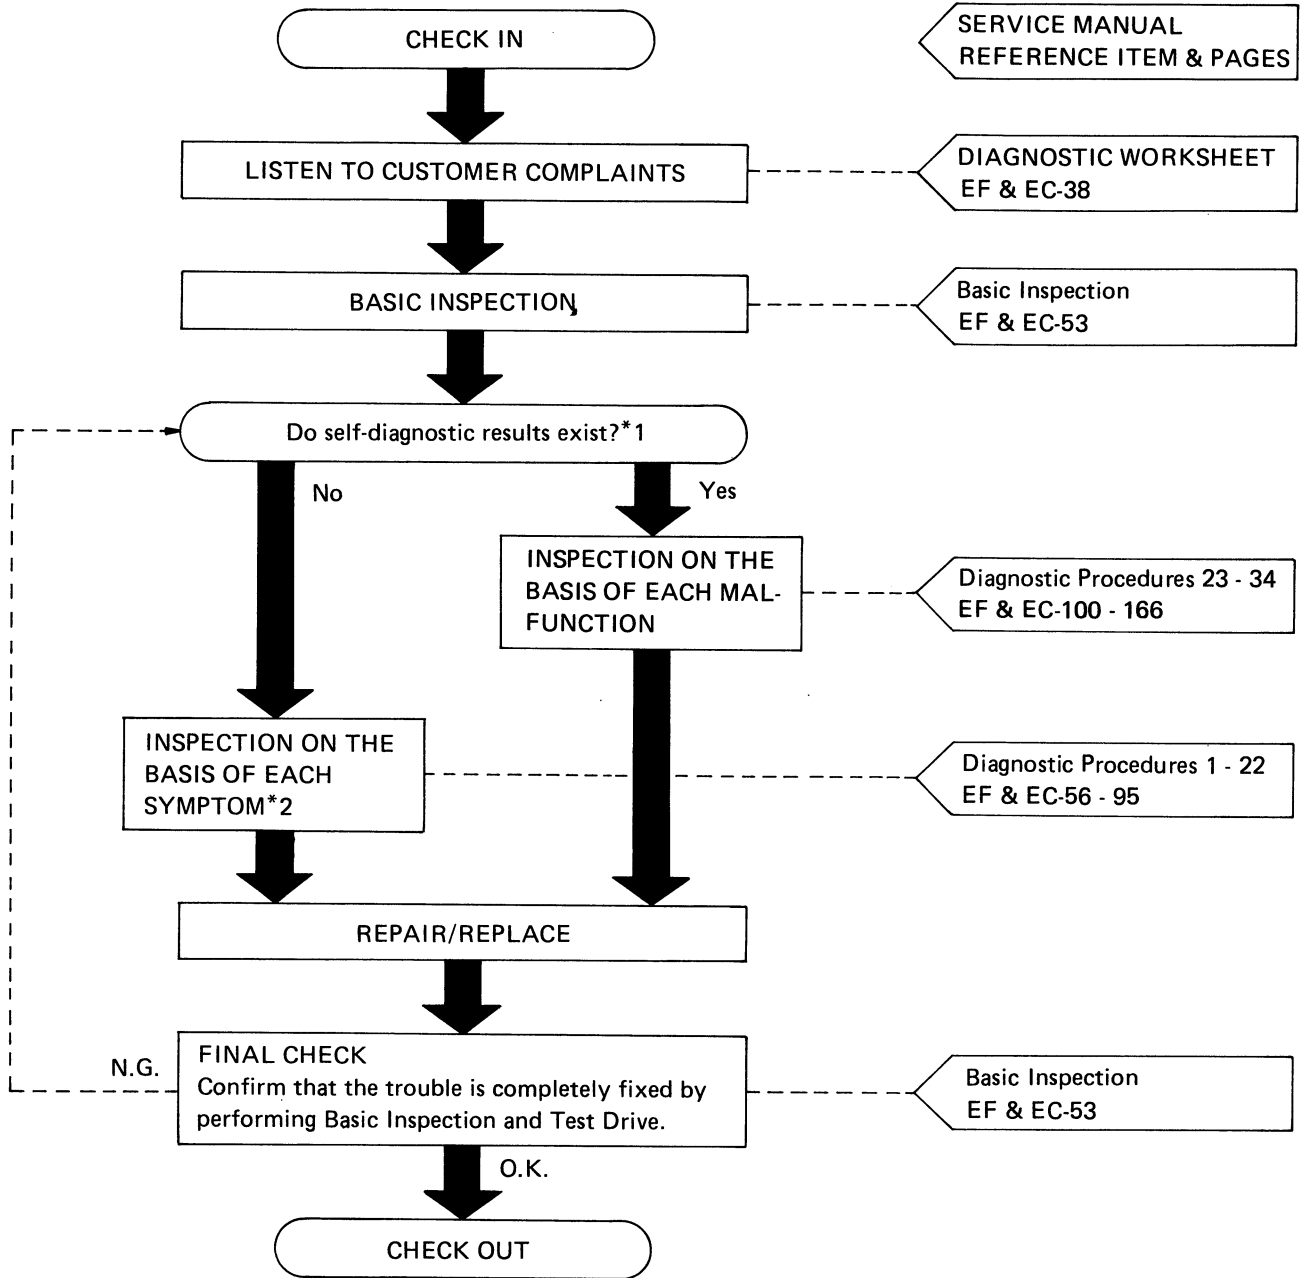 CHECK IN
SERVICE MANUAL
REFERENCE ITEM & PAGES
LISTEN TO CUSTOMER COMPLAINTS
DIAGNOSTIC WORKSHEET
EF & EC-38
BASIC INSPECTION,
Basic Inspection
EF & EC-53
Do self-diagnostic results exist?*1
No
Yes
INSPECTION ON THE
BASIS OF EACH MAL-
FUNCTION
Diagnostic Procedures 23 - 34
EF & EC-100 - 166
INSPECTION ON THE
BASIS OF EACH
SYMPTOM*2
Diagnostic Procedures 1 - 22
EF & EC-56 - 95
REPAIR/REPLACE
N.G.
FINAL CHECK
Confirm that the trouble is completely fixed by
performing Basic Inspection and Test Drive.
Basic Inspection
EF & EC-53
O.K.
CHECK OUT